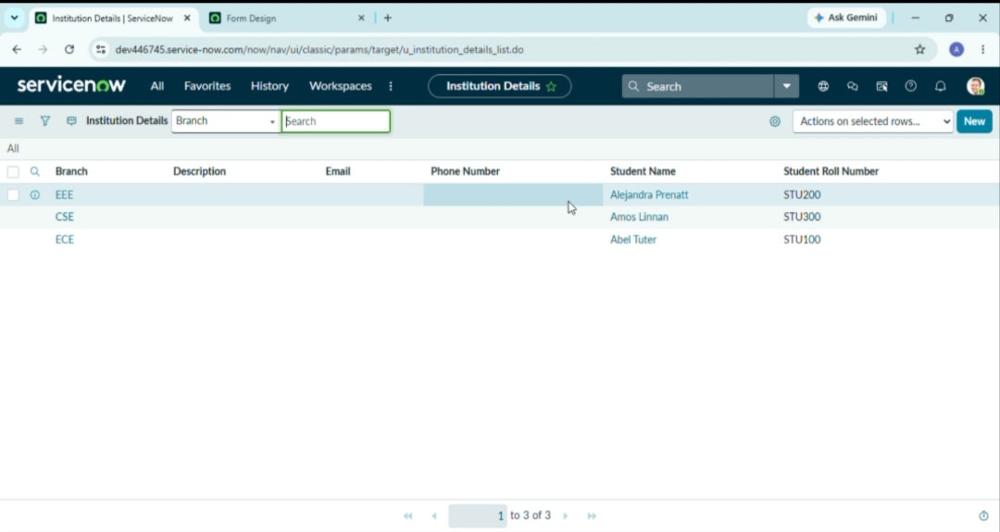 Institution Details | ServiceNow
Form Design
Ask Gemini
dev446745.service-now.com/now/nav/ui/classic/params/target/u_institution_details_list.do
A
servicenow All Favorites History Workspaces Institution Details Search
Institution Details Branch Search Actions on selected rows... New
All
Branch Description Email Phone Number Student Name Student Roll Number
EEE Alejandra Prenatt STU200
CSE Amos Linnan STU300
ECE Abel Tuter STU100
1 to 3 of 3